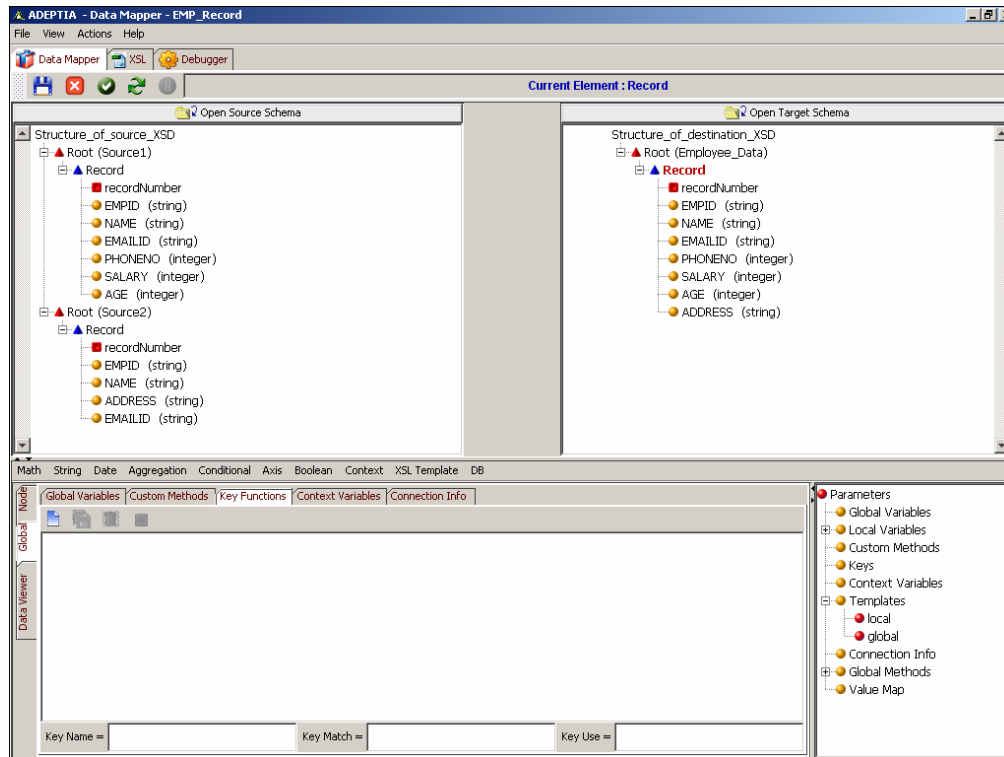 ADEPTIA - Data Mapper - EMP_Record
File View Actions Help
Data Mapper XSL Debugger
Current Element : Record
Open Source Schema
Structure_of_source_XSD
Root (Source1)
Record
recordNumber
EMPID (string)
NAME (string)
EMAILID (string)
PHONENO (integer)
SALARY (integer)
AGE (integer)
Root (Source2)
Record
recordNumber
EMPID (string)
NAME (string)
ADDRESS (string)
EMAILID (string)
Open Target Schema
Structure_of_destination_XSD
Root (Employee_Data)
Record
recordNumber
EMPID (string)
NAME (string)
EMAILID (string)
PHONENO (integer)
SALARY (integer)
AGE (integer)
ADDRESS (string)
Math String Date Aggregation Conditional Axis Boolean Context XSL Template DB
Node
Global
Data Viewer
Global Variables Custom Methods Key Functions Context Variables Connection Info
Key Name = Key Match = Key Use =
Parameters
Global Variables
Local Variables
Custom Methods
Keys
Context Variables
Templates
local
global
Connection Info
Global Methods
Value Map